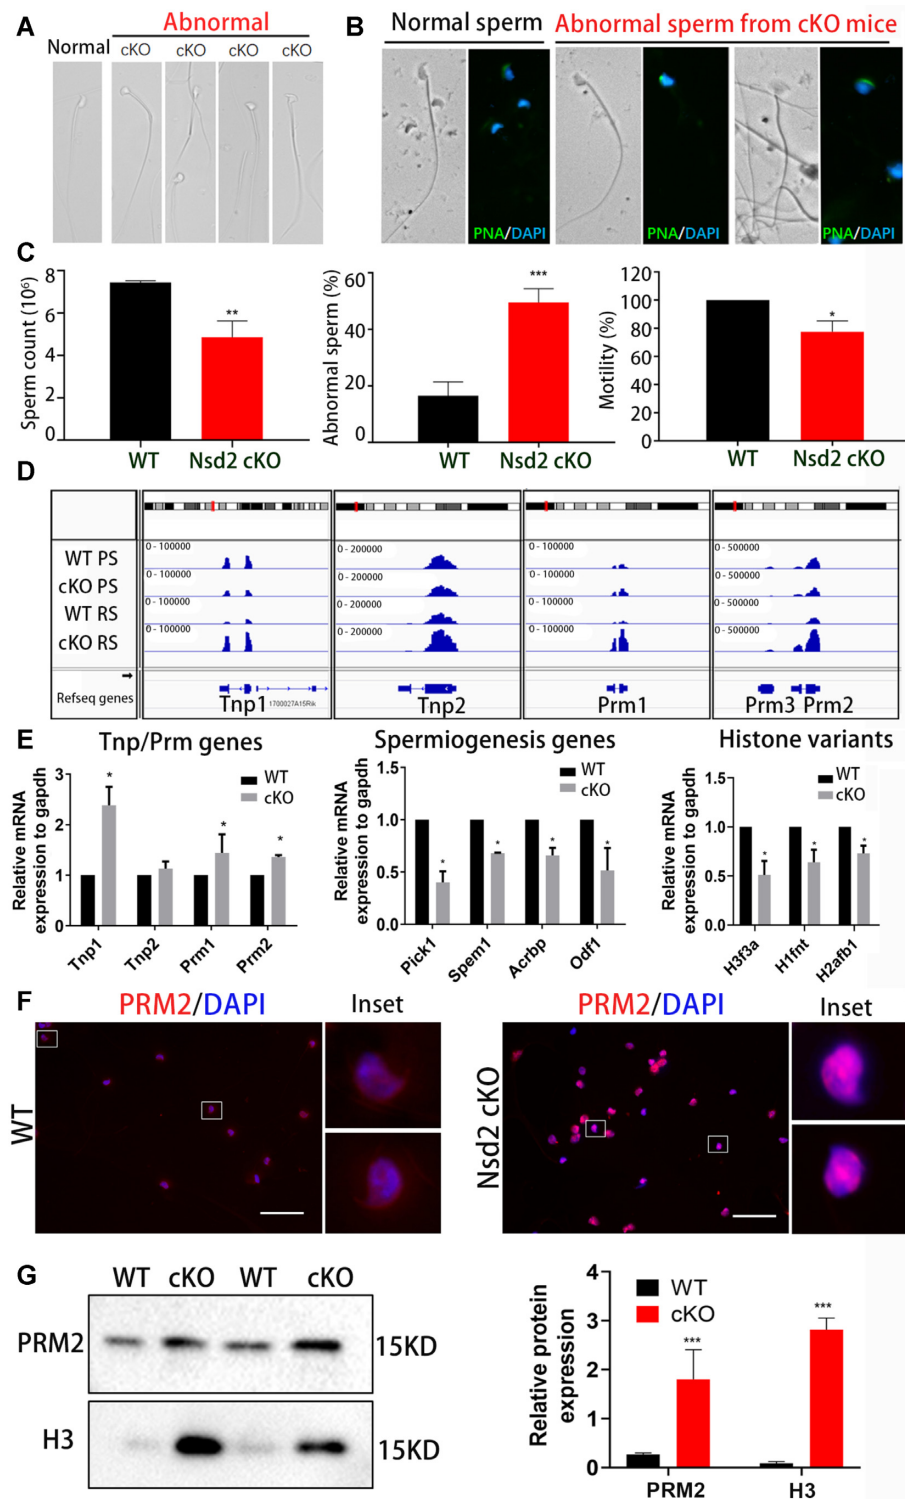 A
Abnormal
Normal cKO cKO cKO cKO
B
Normal sperm Abnormal sperm from cKO mice
PNA/DAPI PNA/DAPI PNA/DAPI
C
Sperm count (10⁶)
8
6
4
2
0
**
WT Nsd2 cKO
Abnormal sperm (%)
60
40
20
0
***
WT Nsd2 cKO
Motility (%)
120
100
80
60
40
20
0
*
WT Nsd2 cKO
D
WT PS 0 - 100000 0 - 200000 0 - 100000 0 - 500000
cKO PS 0 - 100000 0 - 200000 0 - 100000 0 - 500000
WT RS 0 - 100000 0 - 200000 0 - 100000 0 - 500000
cKO RS 0 - 100000 0 - 200000 0 - 100000 0 - 500000
Refseq genes Tnp1 1700027A15Rik Tnp2 Prm1 Prm3 Prm2
E
Tnp/Prm genes
Relative mRNA
expression to gapdh
3
2
1
0
WT
cKO
* * *
Tnp1 Tnp2 Prm1 Prm2
Spermiogenesis genes
Relative mRNA
expression to gapdh
1.5
1.0
0.5
0.0
WT
cKO
* * * *
Pick1 Spem1 Acrbp Odf1
Histone variants
Relative mRNA
expression to gapdh
1.5
1.0
0.5
0.0
WT
cKO
* * *
H3f3a H1fnt H2afb1
F
PRM2/DAPI Inset PRM2/DAPI Inset
WT
Nsd2 cKO
G
WT cKO WT cKO
PRM2 15KD
H3 15KD
Relative protein
expression
4
3
2
1
0
WT
cKO
*** ***
PRM2 H3